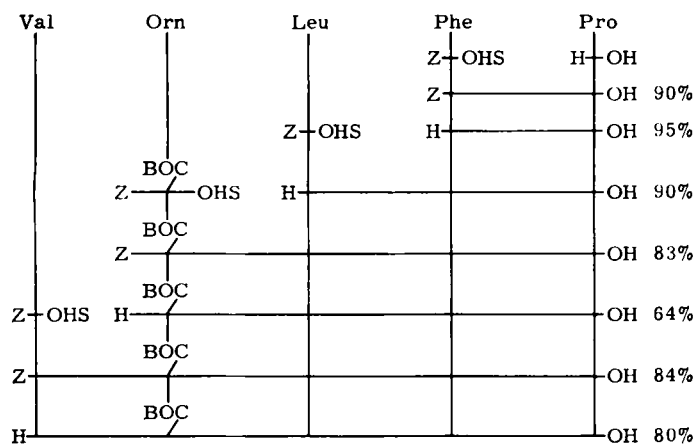 Val Orn Leu Phe Pro
Z OHS H OH
Z OH 90%
Z OHS H OH 95%
BOC
Z OHS H OH 90%
BOC
Z OH 83%
BOC
Z OHS H OH 64%
BOC
Z OH 84%
BOC
H OH 80%